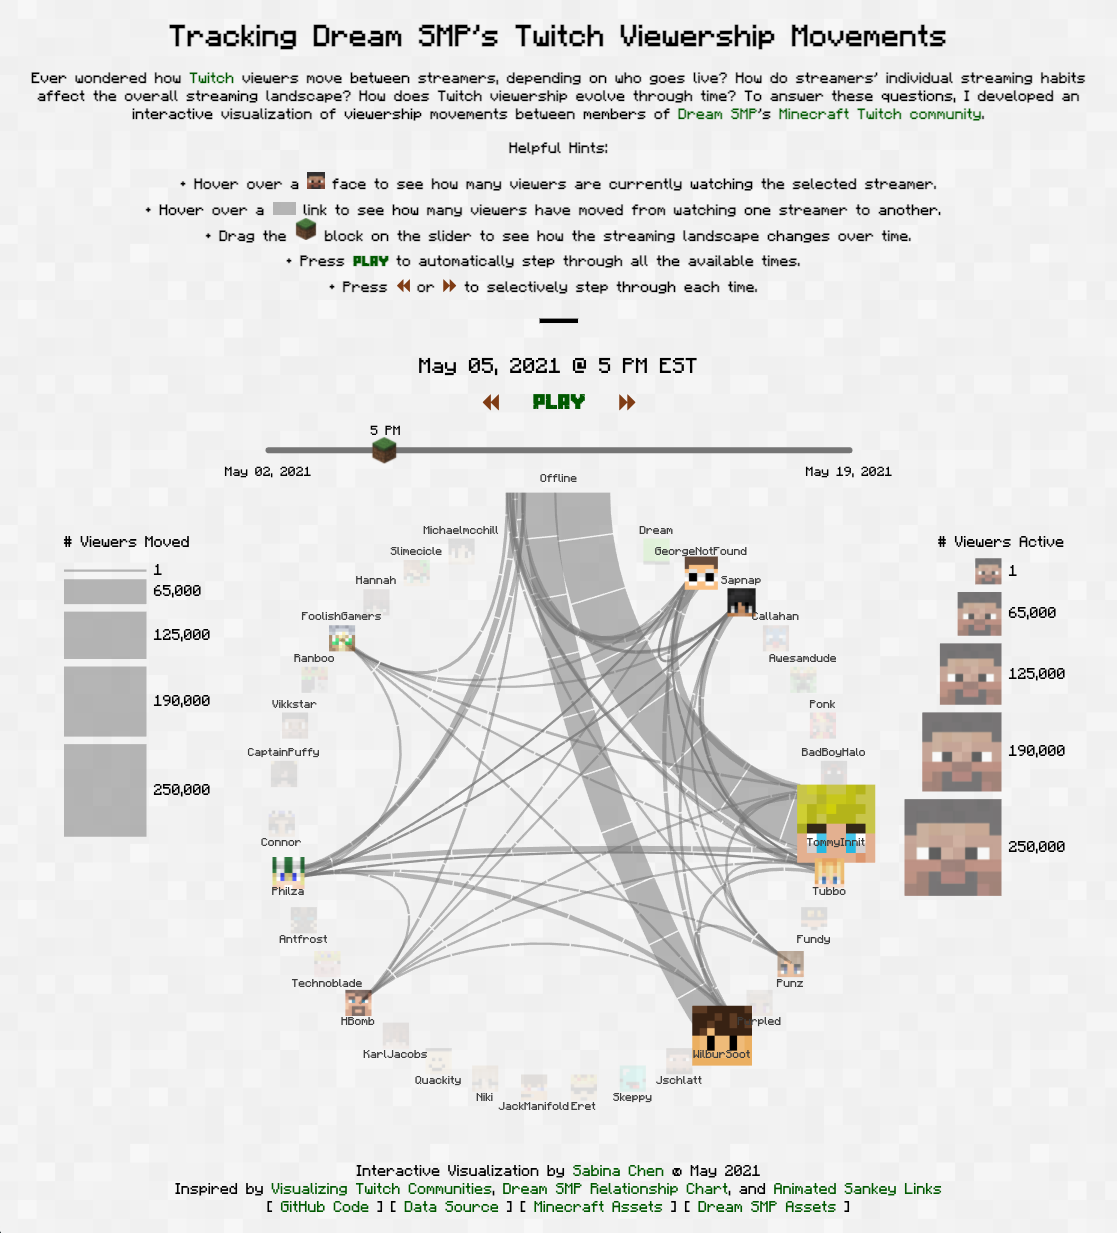 Tracking Dream SMP's Twitch Viewership Movements
Ever wondered how Twitch viewers move between streamers, depending on who goes live? How do streamers' individual streaming habits
affect the overall streaming landscape? How does Twitch viewership evolve through time? To answer these questions, I developed an
interactive visualization of viewership movements between members of Dream SMP's Minecraft Twitch community.
Helpful Hints:
• Hover over a face to see how many viewers are currently watching the selected streamer.
• Hover over a link to see how many viewers have moved from watching one streamer to another.
• Drag the block on the slider to see how the streaming landscape changes over time.
• Press PLAY to automatically step through all the available times.
• Press or to selectively step through each time.
May 05, 2021 @ 5 PM EST
PLAY
5 PM
May 02, 2021
May 19, 2021
Offline
# Viewers Moved
1
65,000
125,000
190,000
250,000
# Viewers Active
1
65,000
125,000
190,000
250,000
Michaelmcchill
Slimecicle
Hannah
FoolishGamers
Ranboo
Vikkstar
CaptainPuffy
Connor
Philza
Antfrost
Technoblade
HBomb
KarlJacobs
Quackity
Niki
JackManifold
Eret
Skeppy
Jschlatt
WilburSoot
Purpled
Punz
Fundy
Tubbo
TommyInnit
BadBoyHalo
Ponk
Awesamdude
Callahan
Sapnap
GeorgeNotFound
Dream
Interactive Visualization by Sabina Chen © May 2021
Inspired by Visualizing Twitch Communities, Dream SMP Relationship Chart, and Animated Sankey Links
[ GitHub Code ] [ Data Source ] [ Minecraft Assets ] [ Dream SMP Assets ]